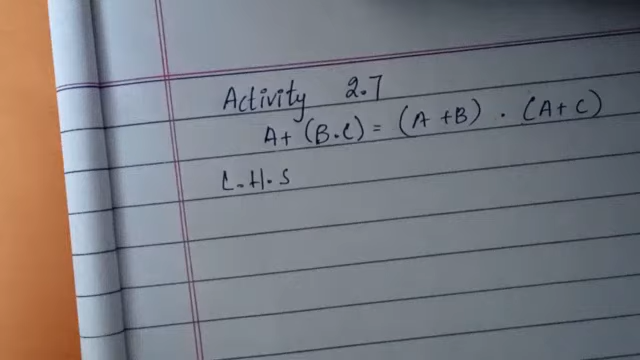 Activity 2.7
A+ (B.C) = (A +B) . (A+ C)
L.H.S